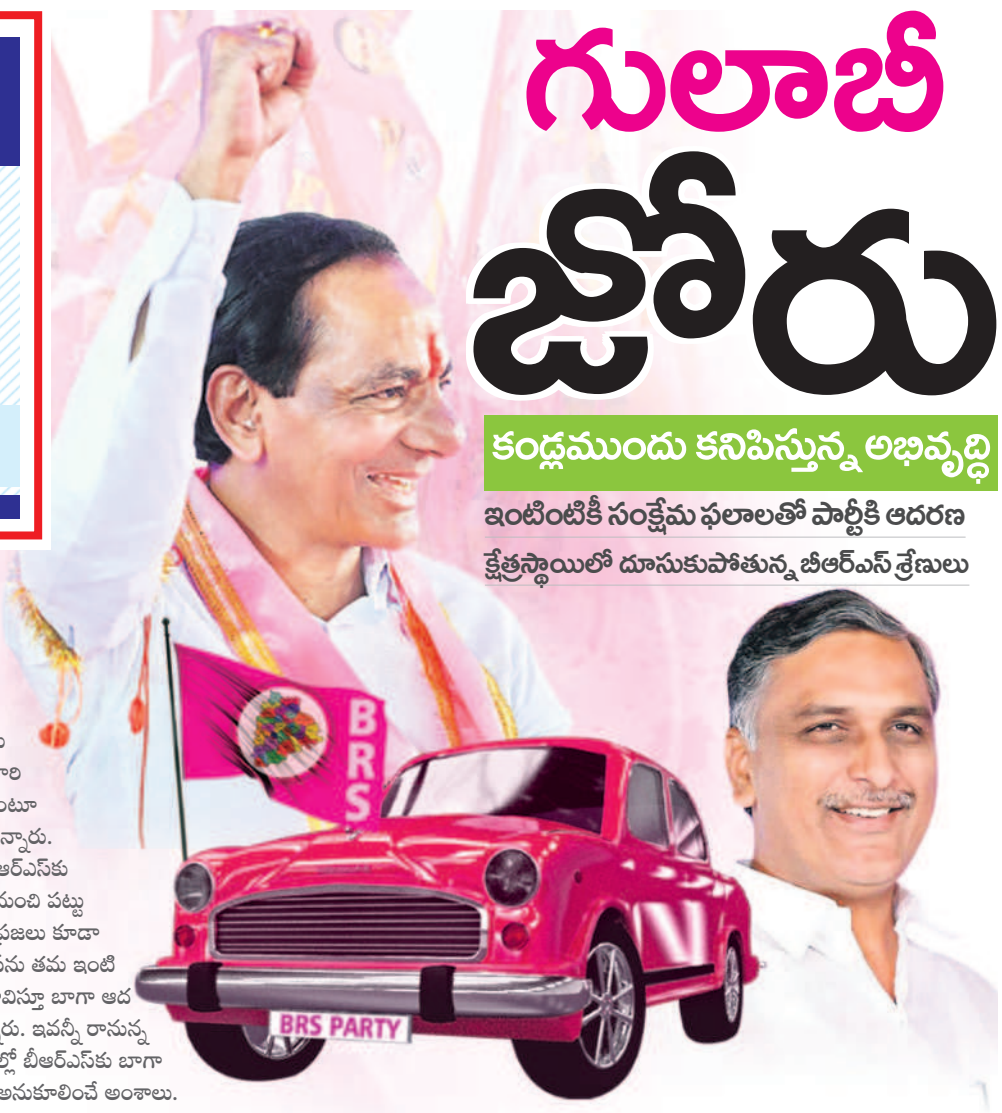 గులాబీ
జోరు
కండ్లముందు కనిపిస్తున్న అభివృద్ధి
ఇంటింటికీ సంక్షేమ ఫలాలతో పార్టీకి ఆదరణ
క్షేత్రస్థాయిలో దూసుకుపోతున్న బీఆర్ఎస్ శ్రేణులు
BRS
BRS PARTY
న్నారు.
ఆర్ఎస్‌కు
మంచి పట్టు
ప్రజలు కూడా
తమ ఇంటి
బాగా ఆద
ఇవన్నీ రానున్న
ల్లో బీఆర్ఎస్‌కు బాగా
అనుకూలించే అంశాలు.